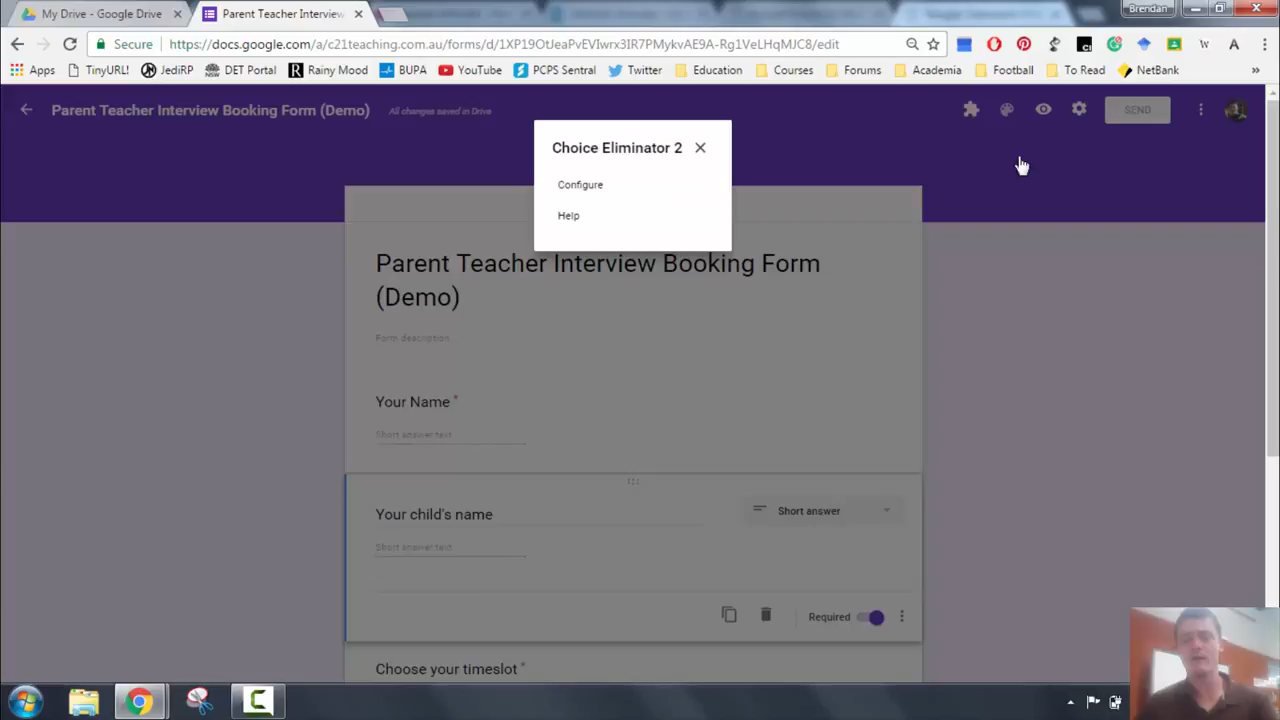 My Drive - Google Drive
Parent Teacher Interview
Brendan
Secure
https://docs.google.com/a/c21teaching.com.au/forms/d/1XP19OtJeaPvEVIwrx3IR7PMykvAE9A-Rg1VeLHqMJC8/edit
Apps
TinyURL!
JediRP
DET Portal
Rainy Mood
BUPA
YouTube
PCPS Sentral
Twitter
Education
Courses
Forums
Academia
Football
To Read
NetBank
Parent Teacher Interview Booking Form (Demo)
All changes saved in Drive
SEND
Choice Eliminator 2
Configure
Help
Parent Teacher Interview Booking Form
(Demo)
Form description
Your Name *
Short answer text
Your child's name
Short answer
Short answer text
Required
Choose your timeslot *